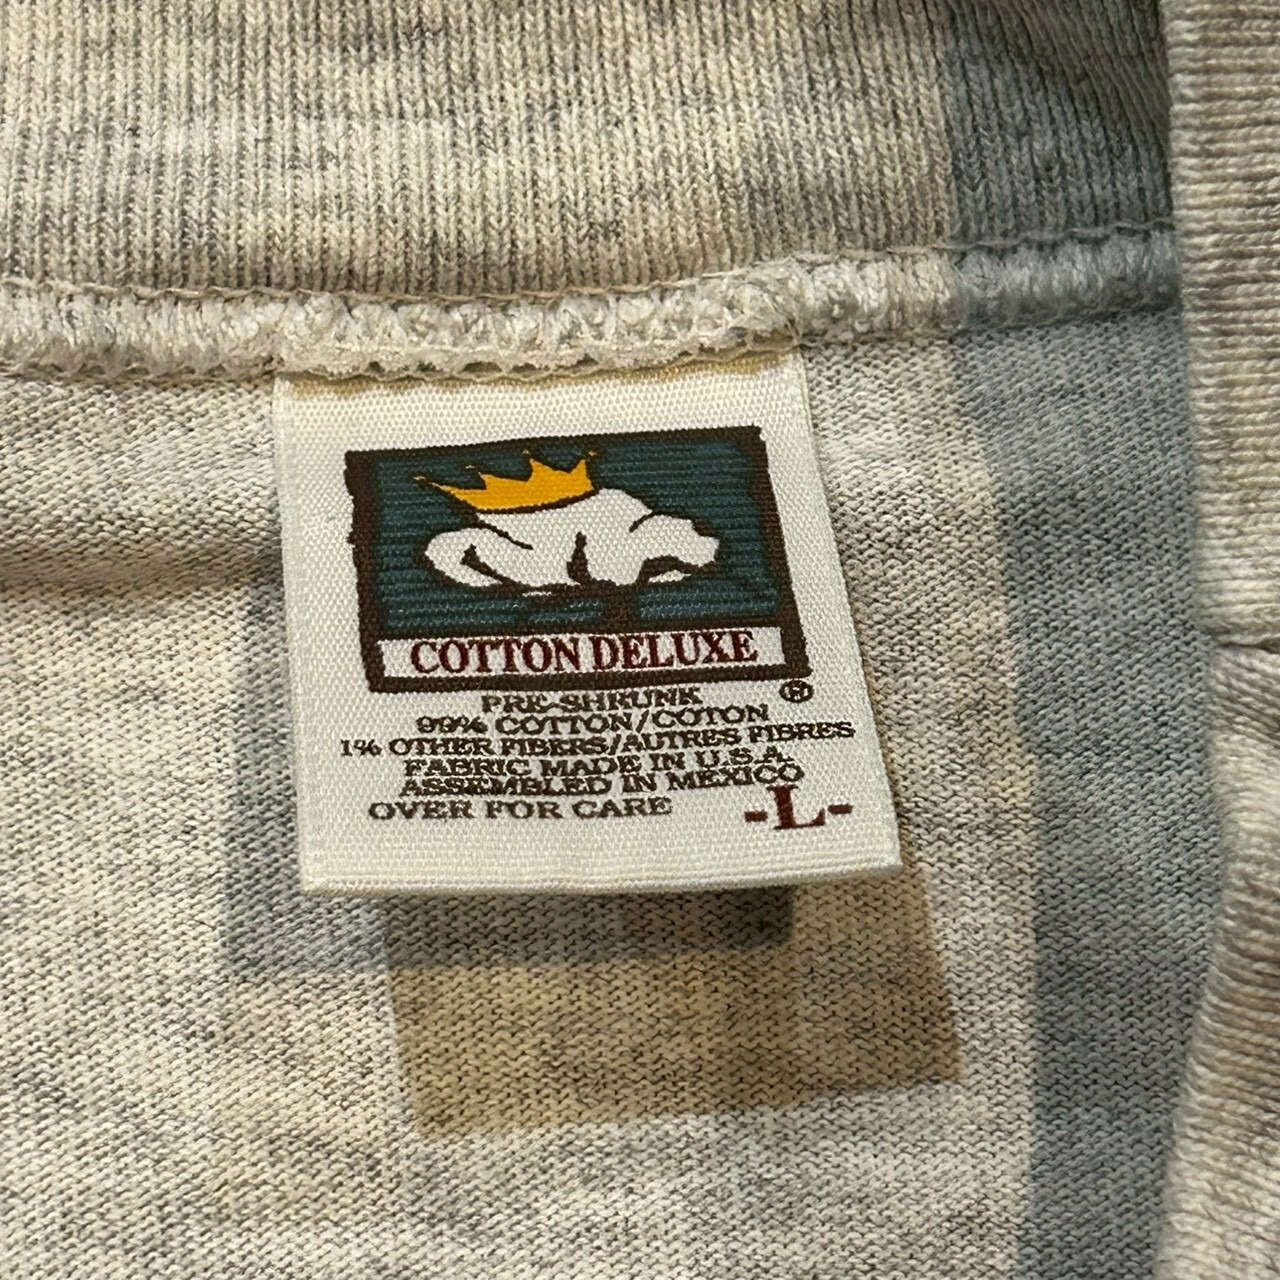 COTTON DELUXE
®
PRE-SHRUNK
99% COTTON/COTON
1% OTHER FIBERS/AUTRES FIBRES
FABRIC MADE IN U.S.A.
ASSEMBLED IN MEXICO
OVER FOR CARE
-L-